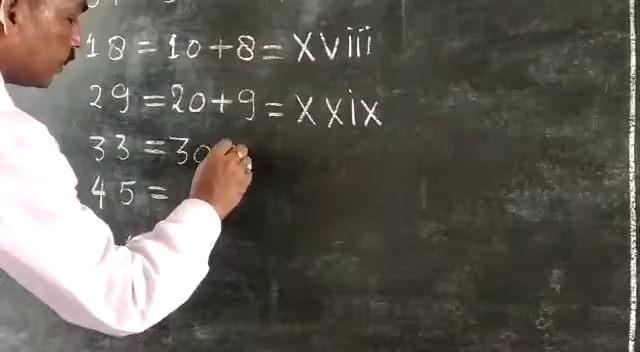 18 = 10 + 8 = XViii
29 = 20 + 9 = XXiX
33 = 30
45 =